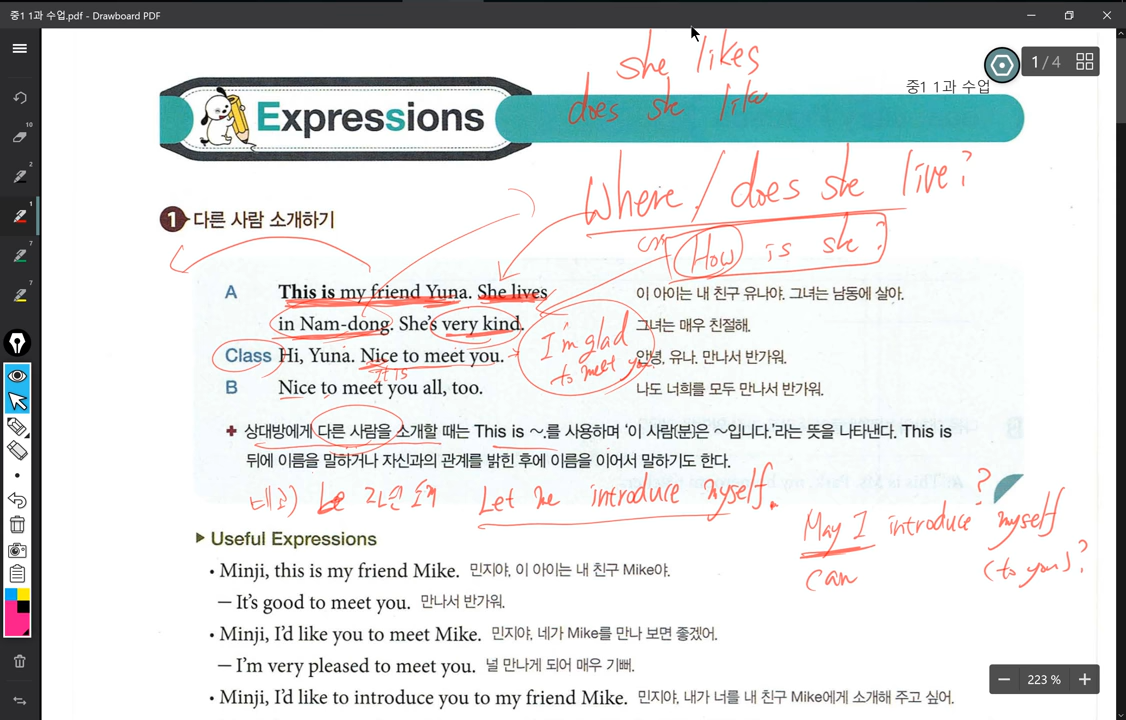 중1 1과 수업.pdf - Drawboard PDF
she likes
does she like
1 / 4
중1 1과 수업
Expressions
Where / does she live?
How is she?
1 다른 사람 소개하기
A This is my friend Yuna. She lives 이 아이는 내 친구 유나야. 그녀는 남동에 살아.
in Nam-dong. She's very kind. 그녀는 매우 친절해.
I'm glad
to meet you.
Class Hi, Yuna. Nice to meet you. 안녕, 유나. 만나서 반가워.
It is
B Nice to meet you all, too. 나도 너희를 모두 만나서 반가워.
+ 상대방에게 다른 사람을 소개할 때는 This is ~.를 사용하며 '이 사람(분)은 ~입니다.'라는 뜻을 나타낸다. This is
뒤에 이름을 말하거나 자신과의 관계를 밝힌 후에 이름을 이어서 말하기도 한다.
be Let me introduce myself.
May I introduce myself
can (to you)?
▶ Useful Expressions
• Minji, this is my friend Mike. 민지야, 이 아이는 내 친구 Mike야.
– It's good to meet you. 만나서 반가워.
• Minji, I'd like you to meet Mike. 민지야, 네가 Mike를 만나 보면 좋겠어.
– I'm very pleased to meet you. 널 만나게 되어 매우 기뻐.
• Minji, I'd like to introduce you to my friend Mike. 민지야, 내가 너를 내 친구 Mike에게 소개해 주고 싶어.
223 %
10
2
1
7
7